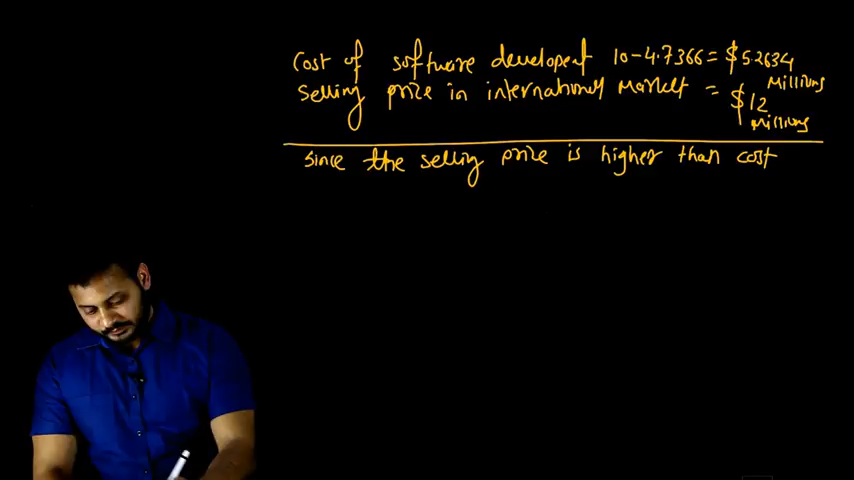 Cost of software developent 10-4.7366 = $5.2634 Millions
Selling price in international Market = $12 Millions
since the selling price is higher than cost